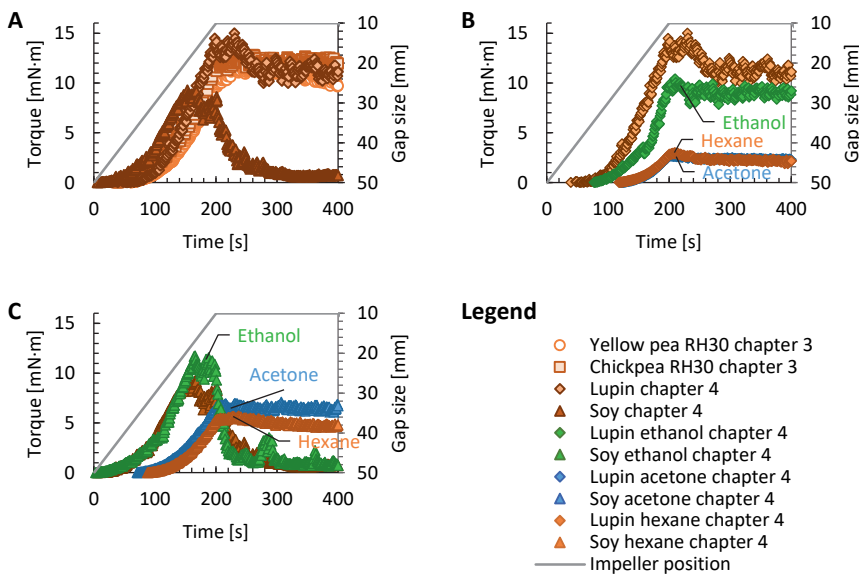 A
15
10
5
0
Torque [mN·m]
10
20
30
40
50
Gap size [mm]
0 100 200 300 400
Time [s]
B
15
10
5
0
Torque [mN·m]
Ethanol
Hexane
Acetone
10
20
30
40
50
Gap size [mm]
0 100 200 300 400
Time [s]
C
15
10
5
0
Torque [mN·m]
Ethanol
Acetone
Hexane
10
20
30
40
50
Gap size [mm]
0 100 200 300 400
Time [s]
Legend
Yellow pea RH30 chapter 3
Chickpea RH30 chapter 3
Lupin chapter 4
Soy chapter 4
Lupin ethanol chapter 4
Soy ethanol chapter 4
Lupin acetone chapter 4
Soy acetone chapter 4
Lupin hexane chapter 4
Soy hexane chapter 4
Impeller position